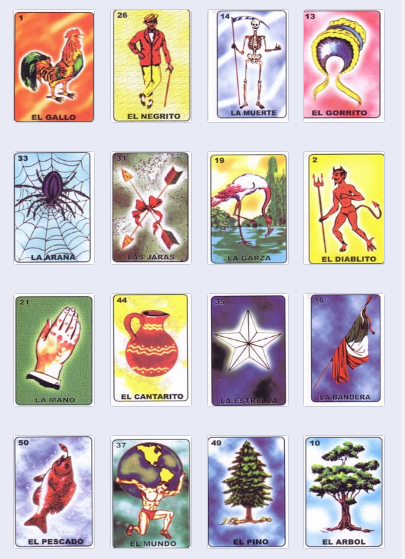 1
EL GALLO
26
EL NEGRITO
14
LA MUERTE
13
EL GORRITO
33
LA ARAÑA
31
LAS JARAS
19
LA GARZA
2
EL DIABLITO
21
LA MANO
44
EL CANTARITO
35
LA ESTRELLA
16
LA BANDERA
50
EL PESCADO
37
EL MUNDO
49
EL PINO
10
EL ARBOL